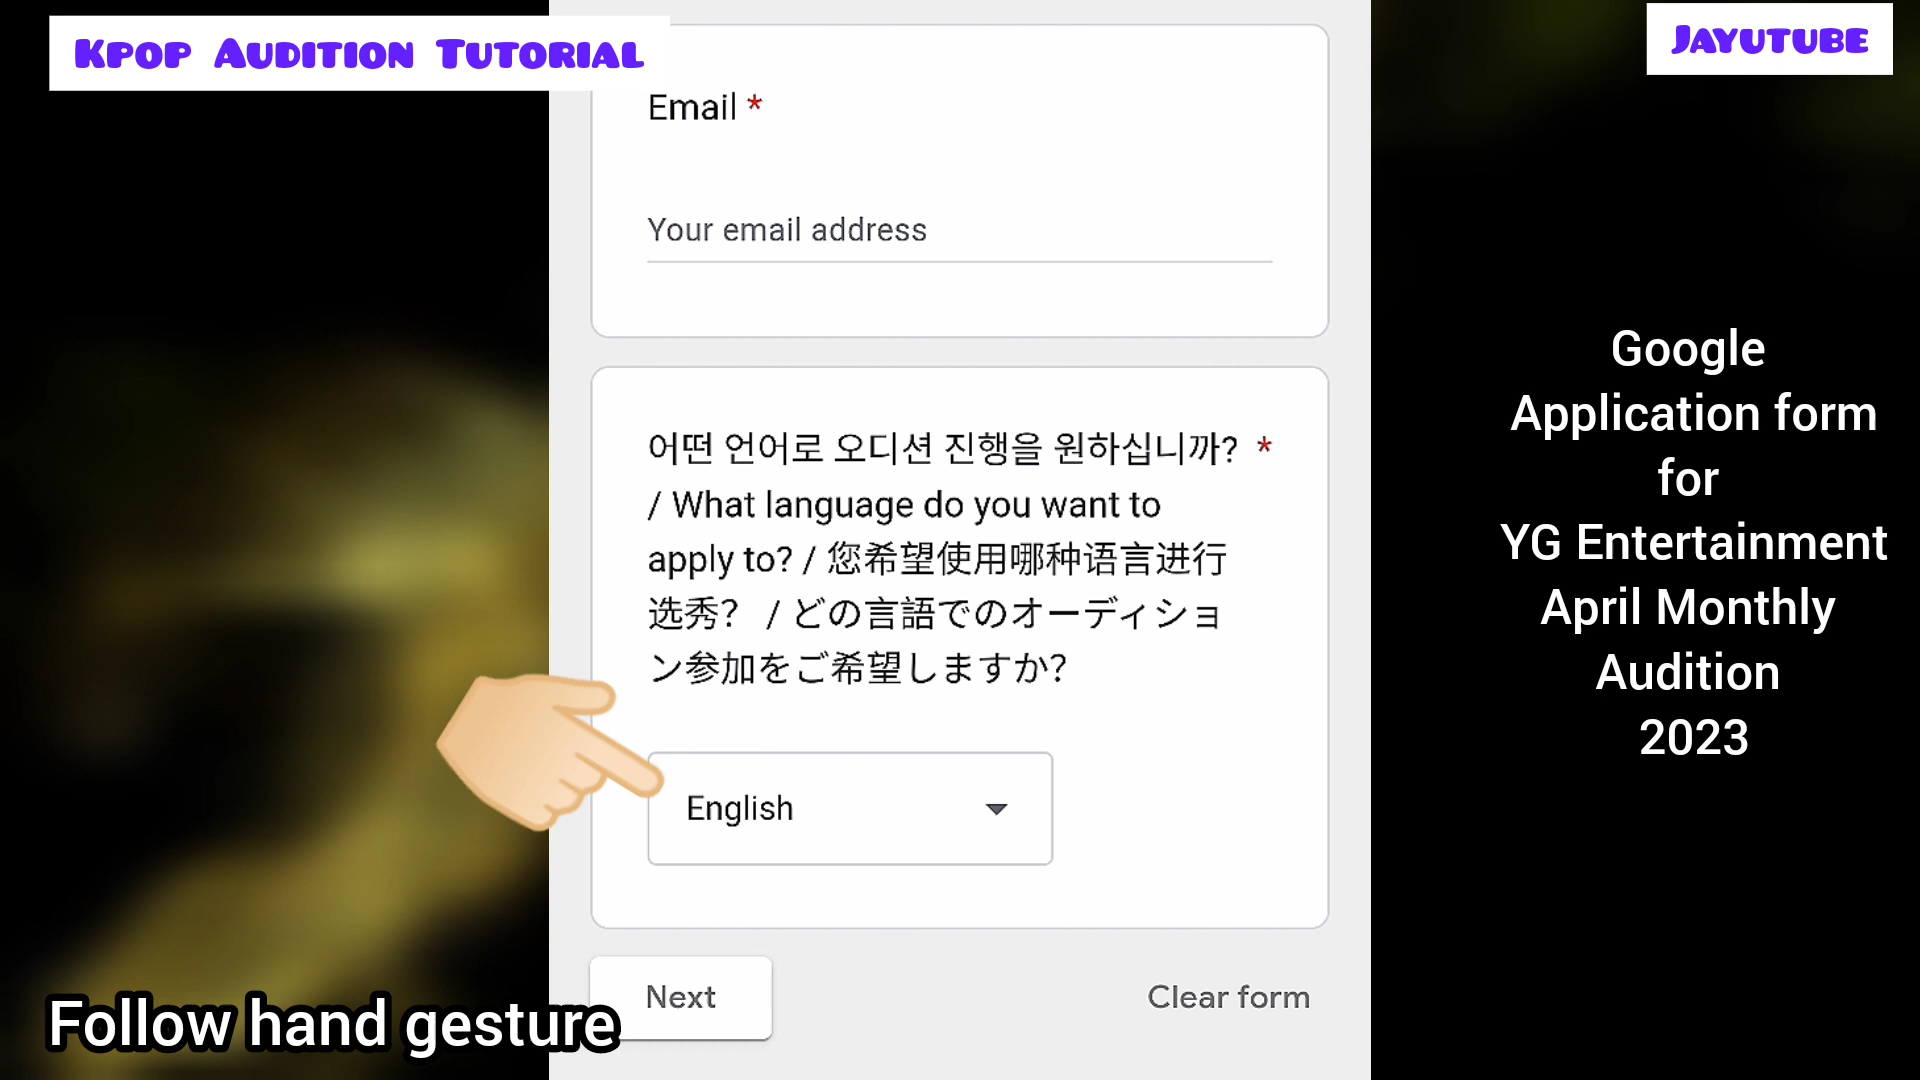 Kpop Audition Tutorial
Jayutube
Email *
Your email address
어떤 언어로 오디션 진행을 원하십니까? *
/ What language do you want to
apply to? / 您希望使用哪种语言进行
选秀？ / どの言語でのオーディショ
ン参加をご希望しますか?
English
Next
Clear form
Google
Application form
for
YG Entertainment
April Monthly
Audition
2023
Follow hand gesture